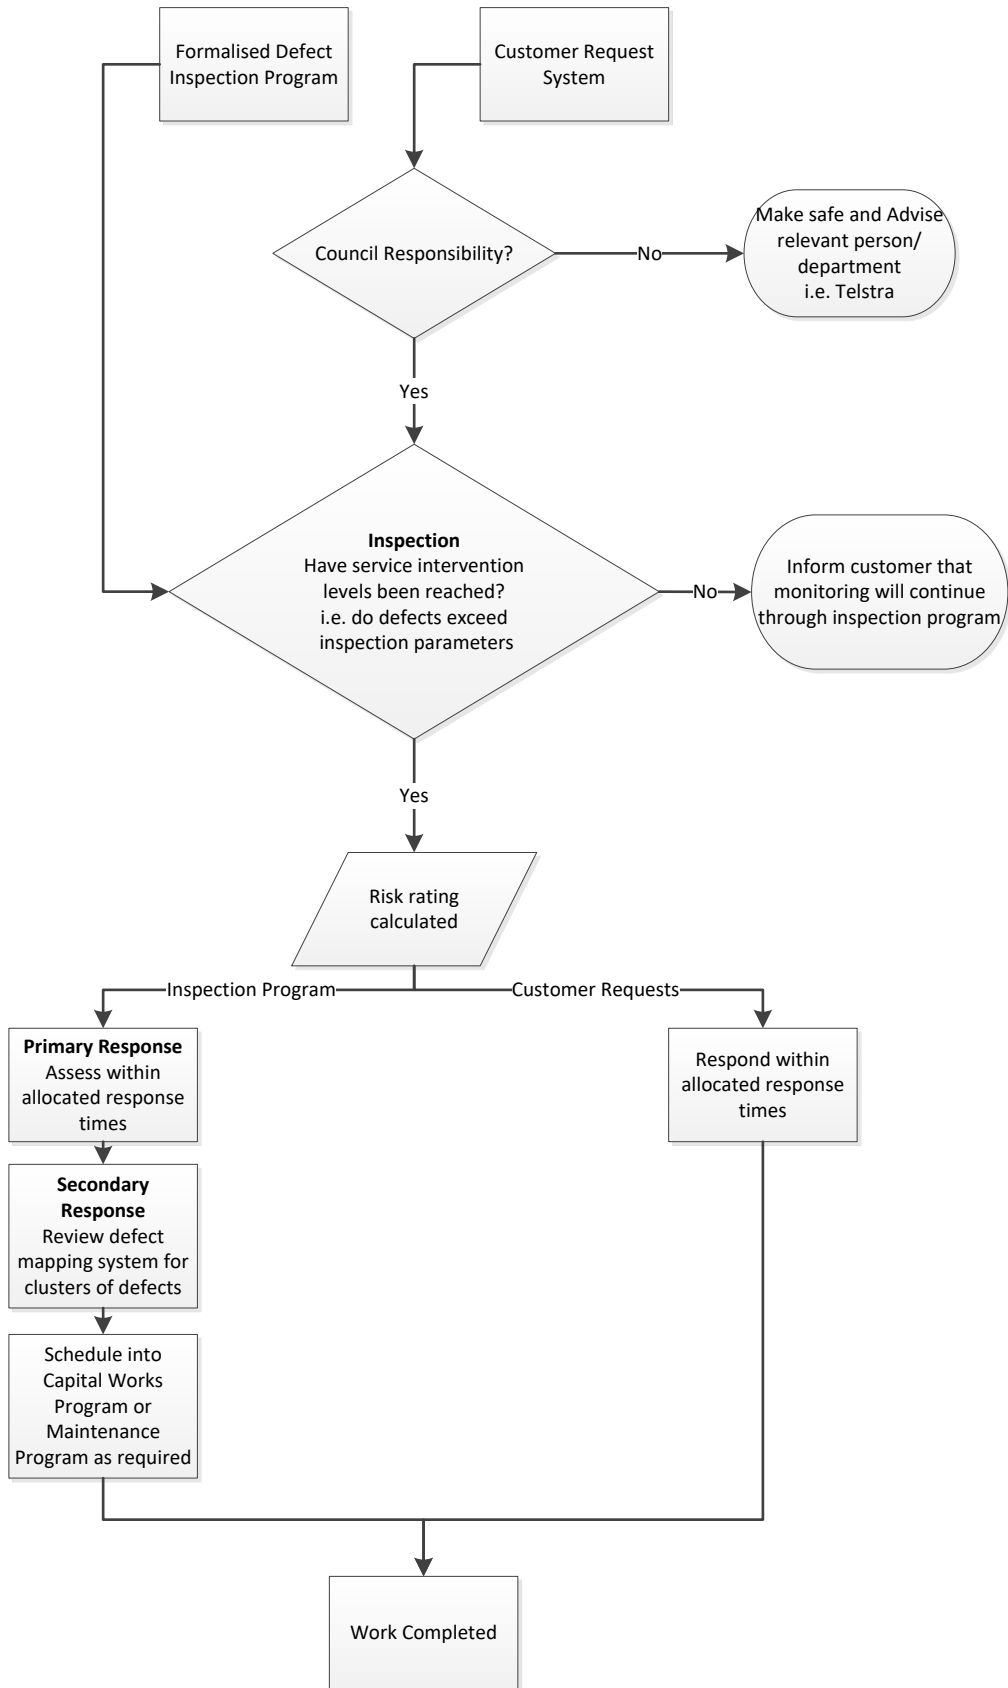 Formalised Defect
Inspection Program
Customer Request
System
Council Responsibility?
No
Make safe and Advise
relevant person/
department
i.e. Telstra
Yes
Inspection
Have service intervention
levels been reached?
i.e. do defects exceed
inspection parameters
No
Inform customer that
monitoring will continue
through inspection program
Yes
Risk rating
calculated
Inspection Program
Customer Requests
Primary Response
Assess within
allocated response
times
Respond within
allocated response
times
Secondary
Response
Review defect
mapping system for
clusters of defects
Schedule into
Capital Works
Program or
Maintenance
Program as required
Work Completed